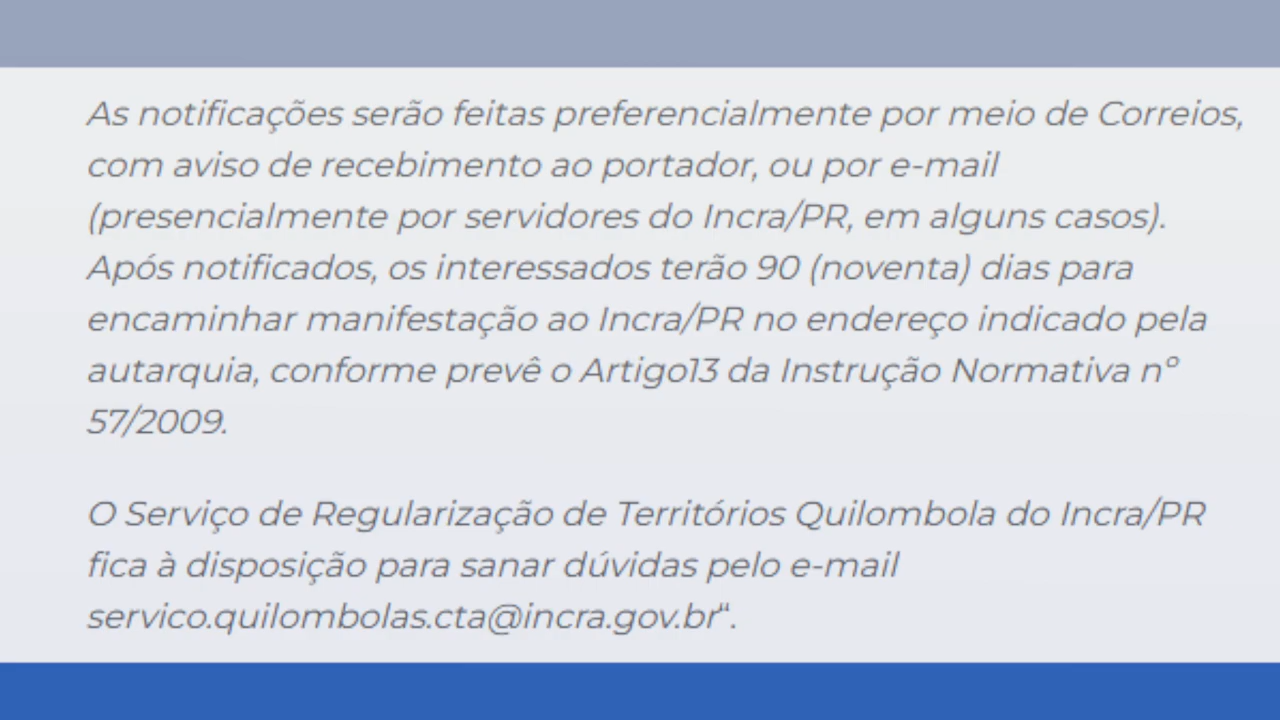 As notificações serão feitas preferencialmente por meio de Correios,
com aviso de recebimento ao portador, ou por e-mail
(presencialmente por servidores do Incra/PR, em alguns casos).
Após notificados, os interessados terão 90 (noventa) dias para
encaminhar manifestação ao Incra/PR no endereço indicado pela
autarquia, conforme prevê o Artigo13 da Instrução Normativa nº
57/2009.
O Serviço de Regularização de Territórios Quilombola do Incra/PR
fica à disposição para sanar dúvidas pelo e-mail
servico.quilombolas.cta@incra.gov.br“.